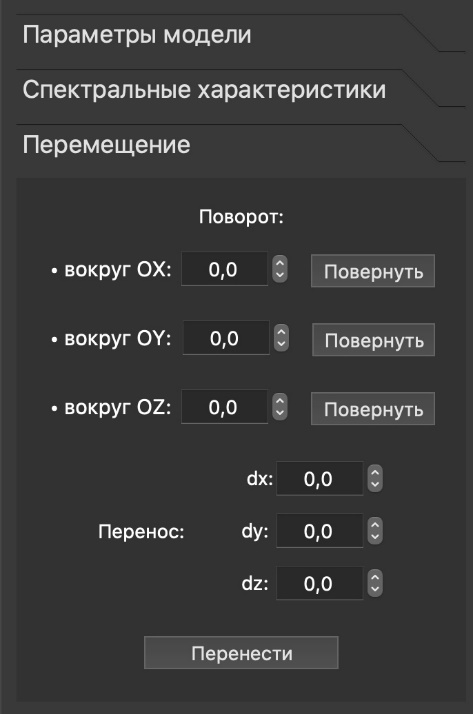 Параметры модели
Спектральные характеристики
Перемещение
Поворот:
• вокруг OX: 0,0 Повернуть
• вокруг OY: 0,0 Повернуть
• вокруг OZ: 0,0 Повернуть
dx: 0,0
Перенос: dy: 0,0
dz: 0,0
Перенести